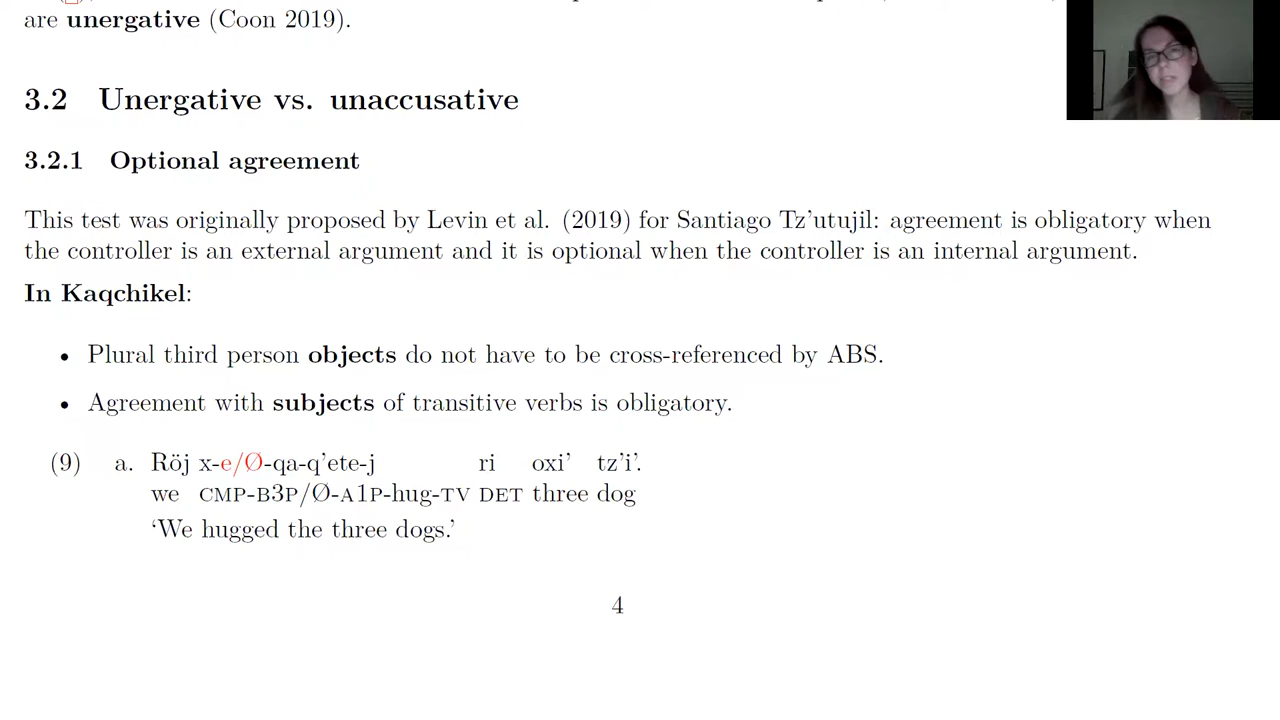 are unergative (Coon 2019).
3.2 Unergative vs. unaccusative
3.2.1 Optional agreement
This test was originally proposed by Levin et al. (2019) for Santiago Tz'utujil: agreement is obligatory when
the controller is an external argument and it is optional when the controller is an internal argument.
In Kaqchikel:
• Plural third person objects do not have to be cross-referenced by ABS.
• Agreement with subjects of transitive verbs is obligatory.
(9) a. Röj x-e/Ø-qa-q'ete-j ri oxi' tz'i'.
we CMP-B3P/Ø-A1P-hug-TV DET three dog
'We hugged the three dogs.'
4